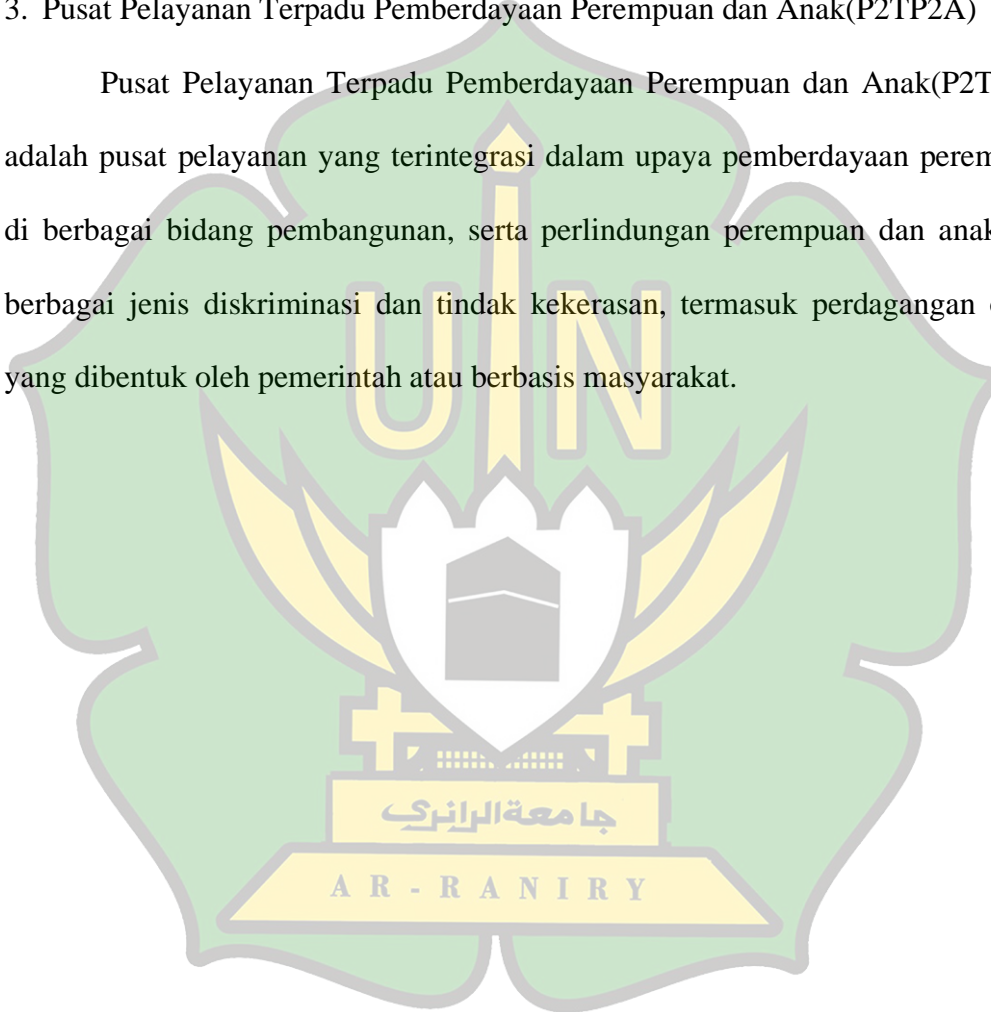 3. Pusat Pelayanan Terpadu Pemberdayaan Perempuan dan Anak(P2TP2A)
Pusat Pelayanan Terpadu Pemberdayaan Perempuan dan Anak(P2T
adalah pusat pelayanan yang terintegrasi dalam upaya pemberdayaan perem
di berbagai bidang pembangunan, serta perlindungan perempuan dan anak
berbagai jenis diskriminasi dan tindak kekerasan, termasuk perdagangan
yang dibentuk oleh pemerintah atau berbasis masyarakat.
UIN
جامعة الرانري
AR-RANIRY